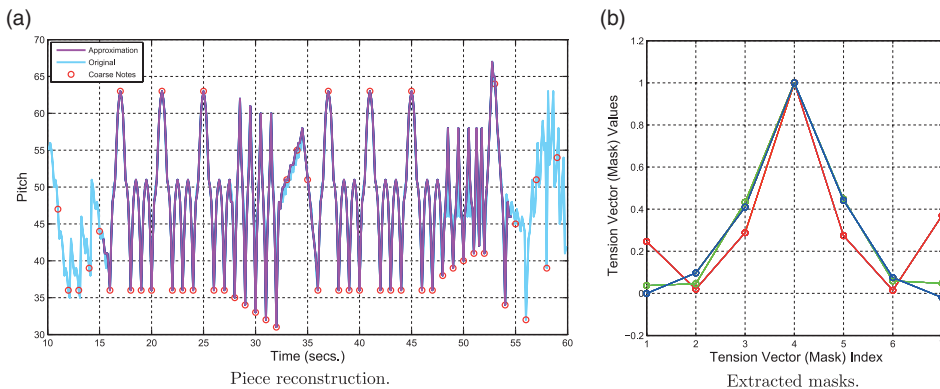 (a)
70
65
60
55
50
45
40
35
30
Pitch
Approximation
Original
Coarse Notes
10 15 20 25 30 35 40 45 50 55 60
Time (secs.)
Piece reconstruction.
(b)
1.2
1
0.8
0.6
0.4
0.2
0
−0.2
Tension Vector (Mask) Values
1 2 3 4 5 6 7
Tension Vector (Mask) Index
Extracted masks.